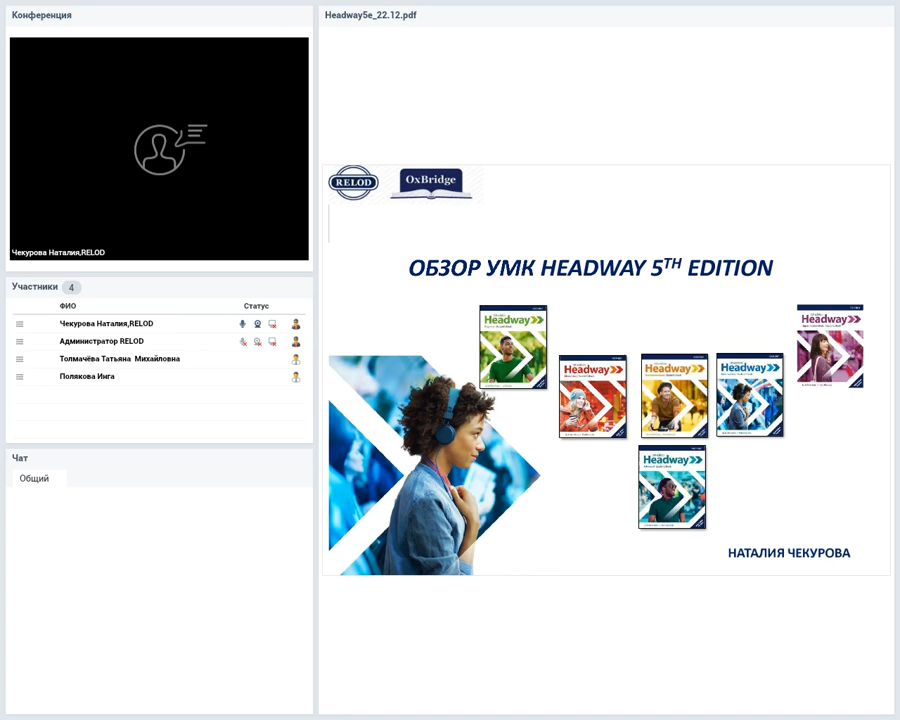 Конференция
Чекурова Наталия,RELOD
Участники 4
ФИО Статус
Чекурова Наталия,RELOD
Администратор RELOD
Толмачёва Татьяна Михайловна
Полякова Инга
Чат
Общий
Headway5e_22.12.pdf
RELOD
OxBridge
ОБЗОР УМК HEADWAY 5TH EDITION
Headway
Headway
Headway
Headway
Headway
Headway
НАТАЛИЯ ЧЕКУРОВА